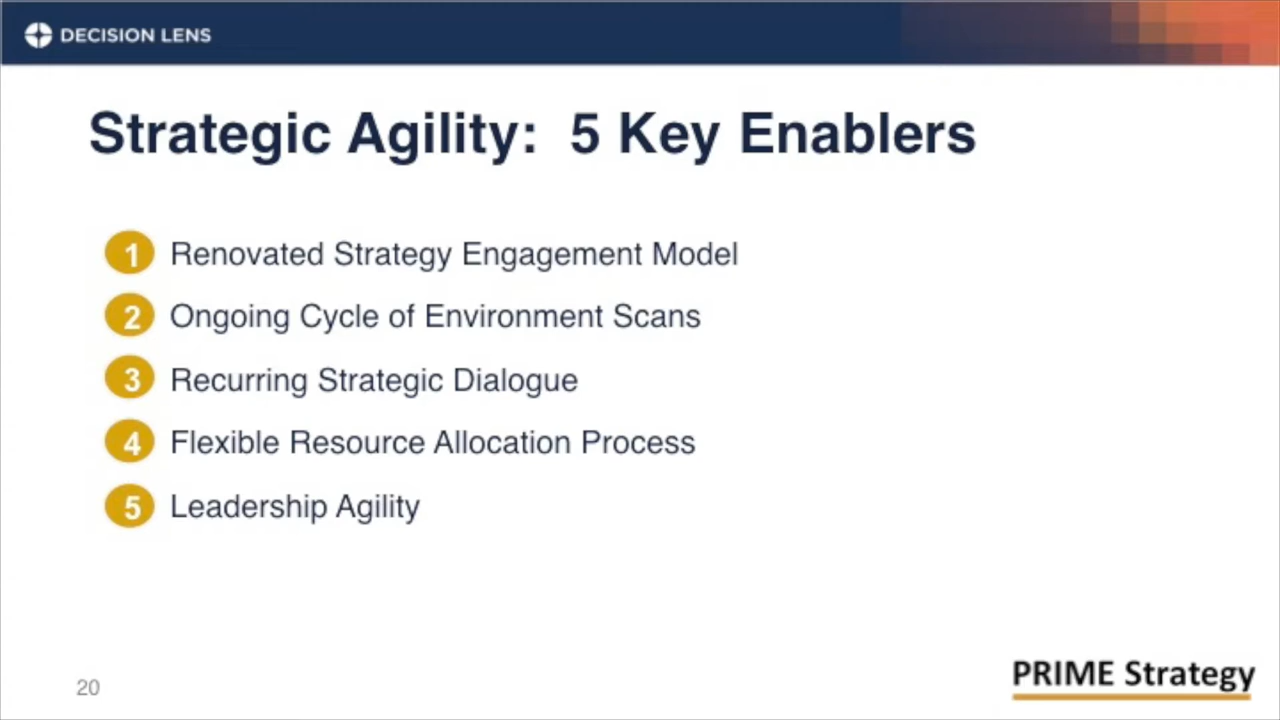 DECISION LENS
Strategic Agility: 5 Key Enablers
1 Renovated Strategy Engagement Model
2 Ongoing Cycle of Environment Scans
3 Recurring Strategic Dialogue
4 Flexible Resource Allocation Process
5 Leadership Agility
20
PRIME Strategy